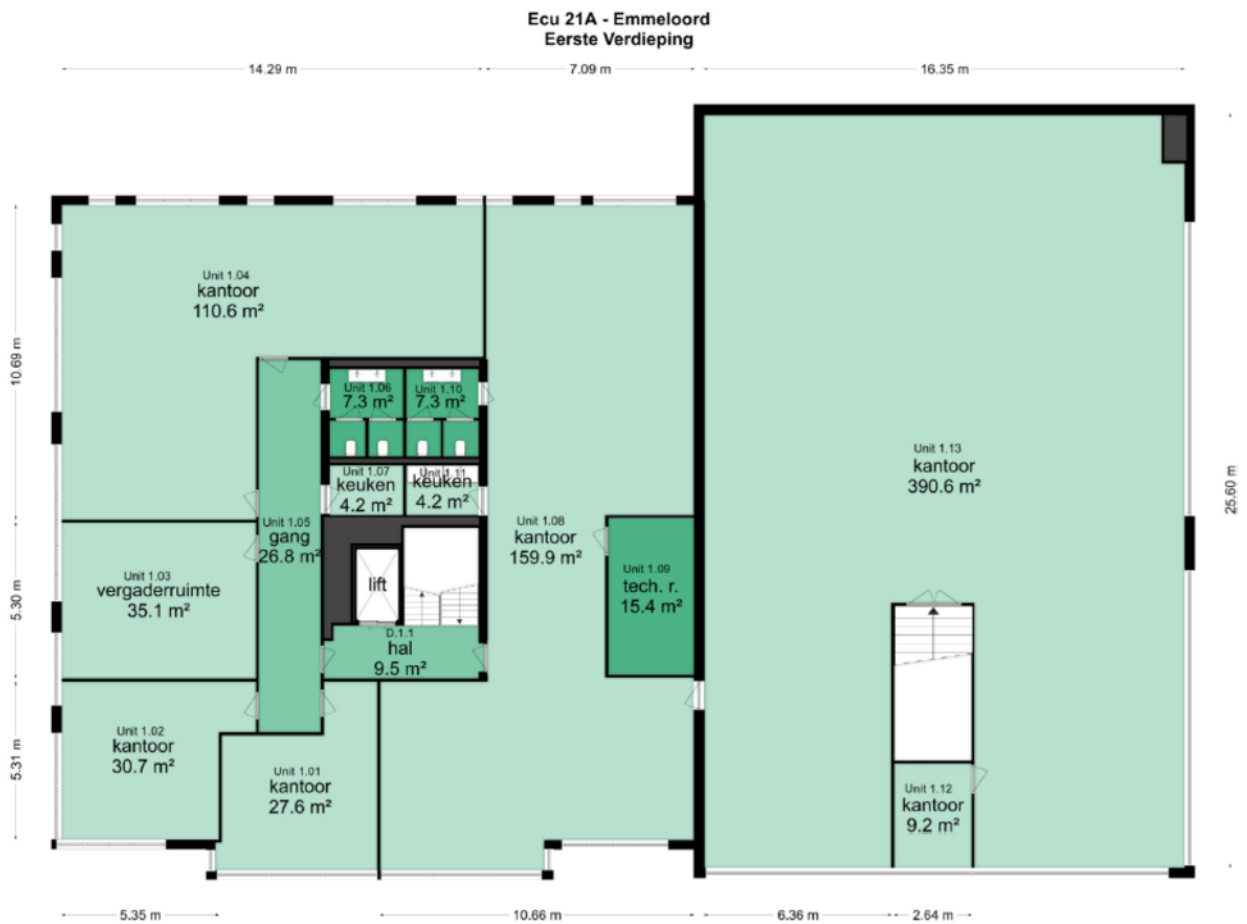 Ecu 21A - Emmeloord
Eerste Verdieping
14.29 m
7.09 m
16.35 m
10.69 m
5.30 m
5.31 m
25.60 m
Unit 1.04
kantoor
110.6 m²
Unit 1.06
7.3 m²
Unit 1.10
7.3 m²
Unit 1.07
keuken
4.2 m²
Unit 1.11
keuken
4.2 m²
Unit 1.05
gang
26.8 m²
Unit 1.08
kantoor
159.9 m²
Unit 1.13
kantoor
390.6 m²
Unit 1.03
vergaderruimte
35.1 m²
lift
Unit 1.09
tech. r.
15.4 m²
D.1.1
hal
9.5 m²
Unit 1.02
kantoor
30.7 m²
Unit 1.01
kantoor
27.6 m²
Unit 1.12
kantoor
9.2 m²
5.35 m
10.66 m
6.36 m
2.64 m